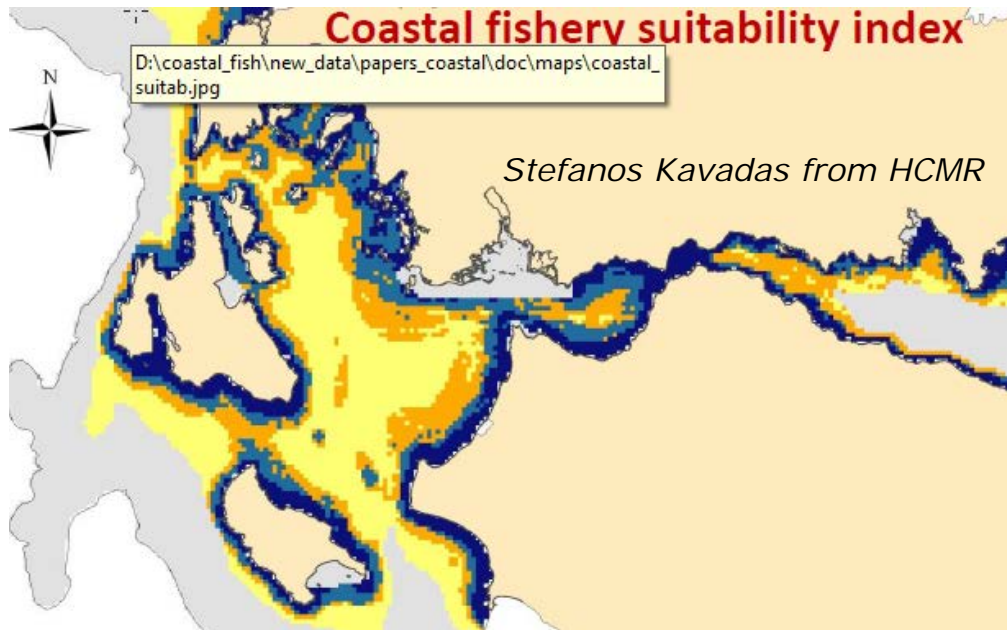 Coastal fishery suitability index
D:\coastal_fish\new_data\papers_coastal\doc\maps\coastal_
suitab.jpg
N
Stefanos Kavadas from HCMR